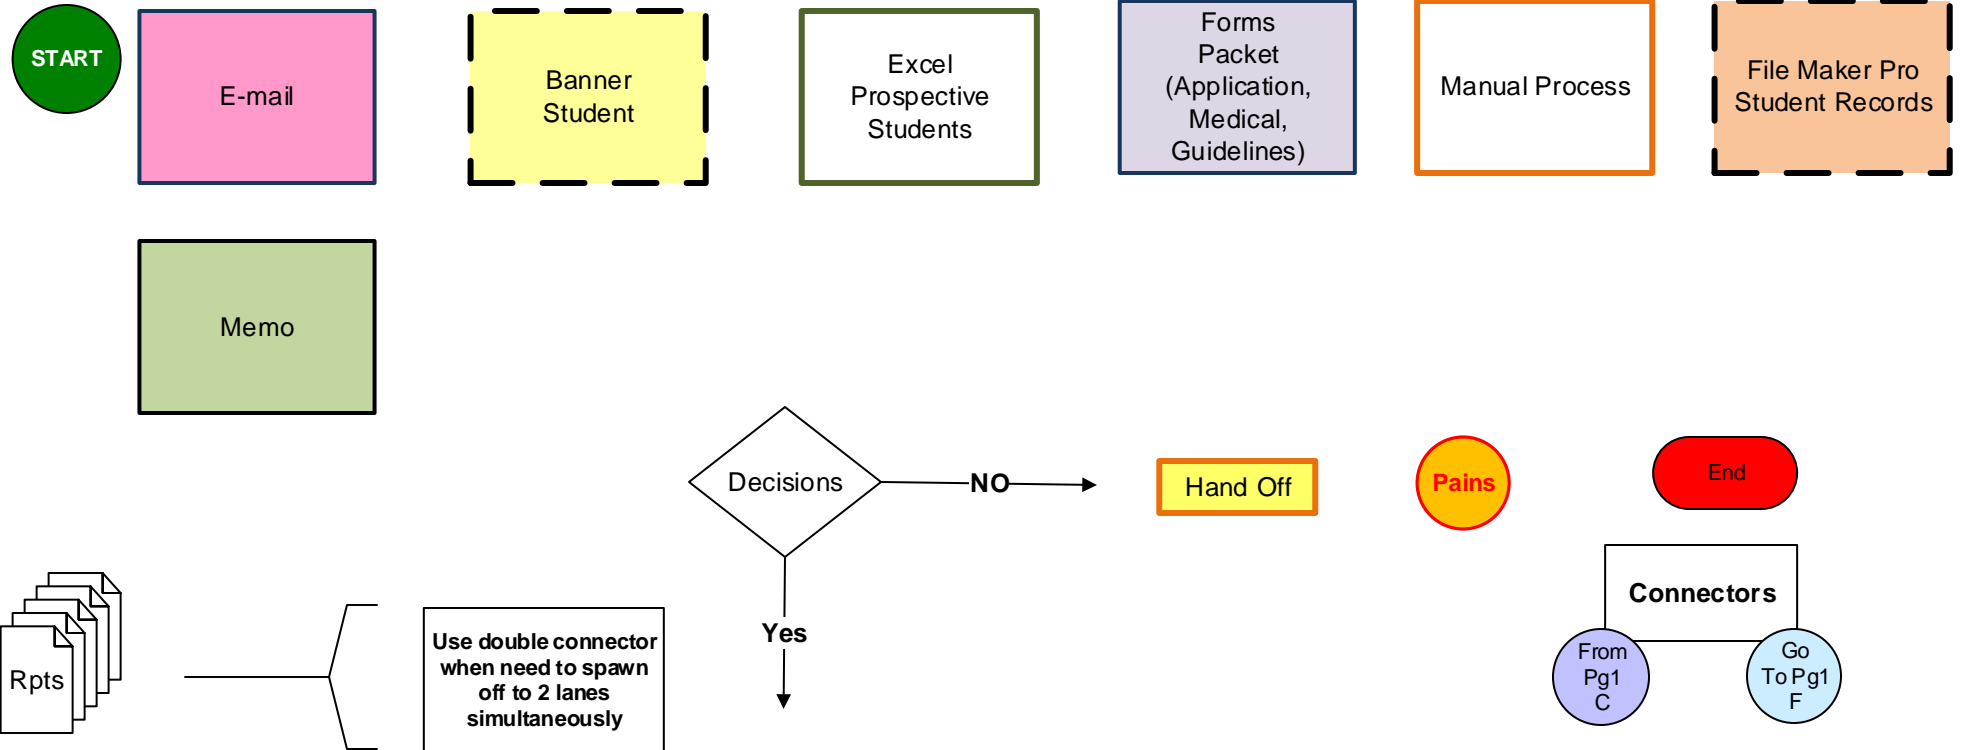 START
E-mail
Banner
Student
Excel
Prospective
Students
Forms
Packet
(Application,
Medical,
Guidelines)
Manual Process
File Maker Pro
Student Records
Memo
Decisions
NO
Yes
Hand Off
Pains
End
Rpts
Use double connector
when need to spawn
off to 2 lanes
simultaneously
Connectors
From
Pg1
C
Go
To Pg1
F